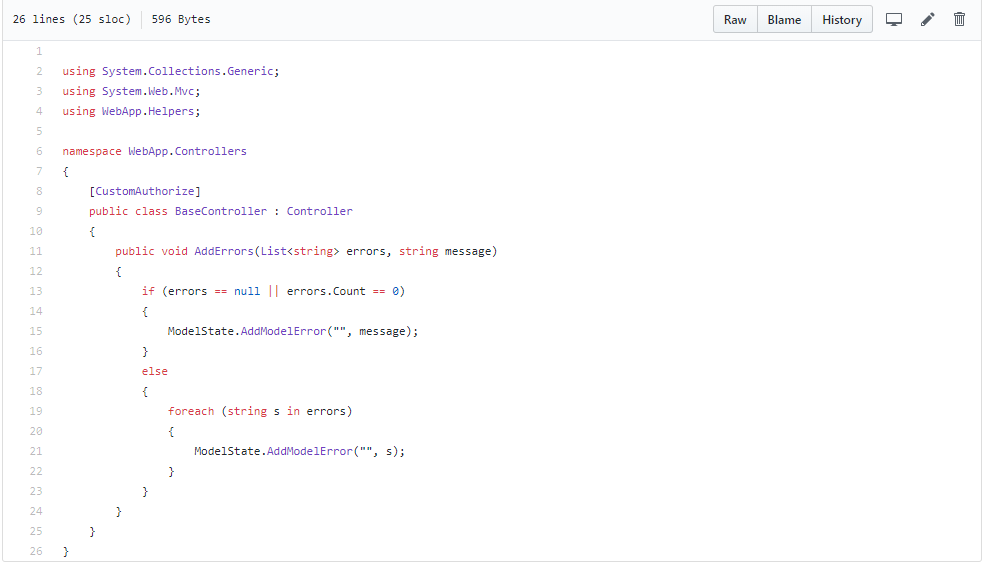 26 lines (25 sloc) 596 Bytes Raw Blame History
1
2 using System.Collections.Generic;
3 using System.Web.Mvc;
4 using WebApp.Helpers;
5
6 namespace WebApp.Controllers
7 {
8     [CustomAuthorize]
9     public class BaseController : Controller
10     {
11         public void AddErrors(List<string> errors, string message)
12         {
13             if (errors == null || errors.Count == 0)
14             {
15                 ModelState.AddModelError("", message);
16             }
17             else
18             {
19                 foreach (string s in errors)
20                 {
21                     ModelState.AddModelError("", s);
22                 }
23             }
24         }
25     }
26 }